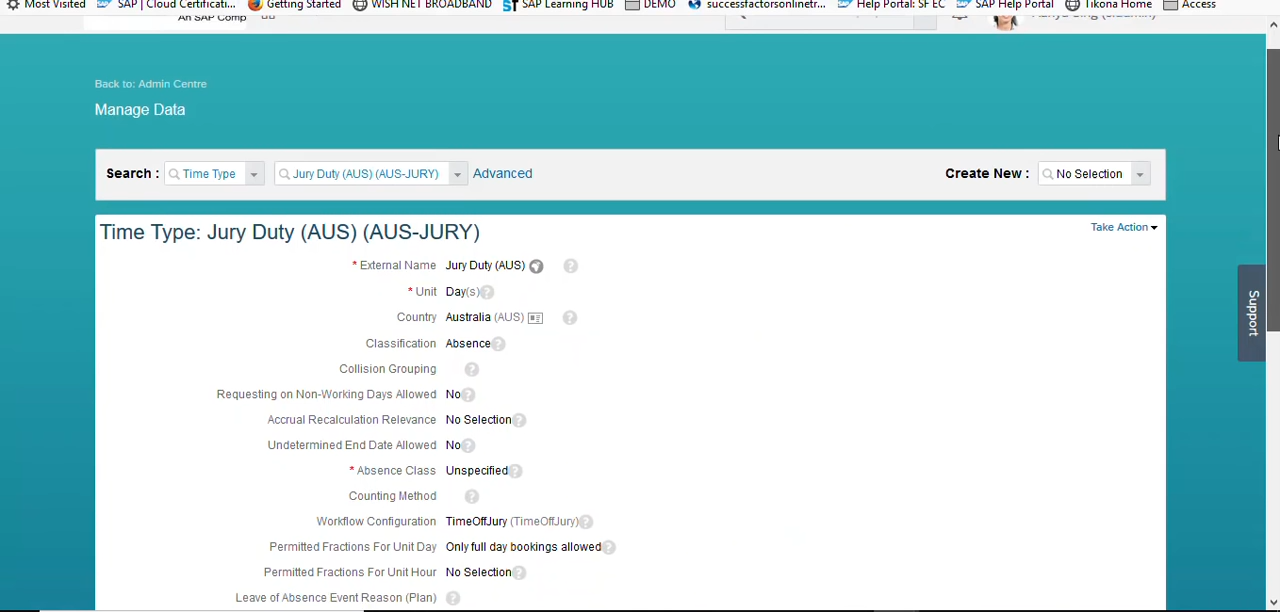 Most Visited SAP | Cloud Certificati... Getting Started WISH NET BROADBAND SAP Learning HUB DEMO successfactorsonlinetr... Help Portal: SF EC SAP Help Portal Tikona Home Access
An SAP Comp
Back to: Admin Centre
Manage Data
Search : Time Type Jury Duty (AUS) (AUS-JURY) Advanced Create New : No Selection
Time Type: Jury Duty (AUS) (AUS-JURY) Take Action
* External Name Jury Duty (AUS) ?
* Unit Day(s) ?
Country Australia (AUS) ?
Classification Absence ?
Collision Grouping ?
Requesting on Non-Working Days Allowed No ?
Accrual Recalculation Relevance No Selection ?
Undetermined End Date Allowed No ?
* Absence Class Unspecified ?
Counting Method ?
Workflow Configuration TimeOffJury (TimeOffJury) ?
Permitted Fractions For Unit Day Only full day bookings allowed ?
Permitted Fractions For Unit Hour No Selection ?
Leave of Absence Event Reason (Plan) ?
Support